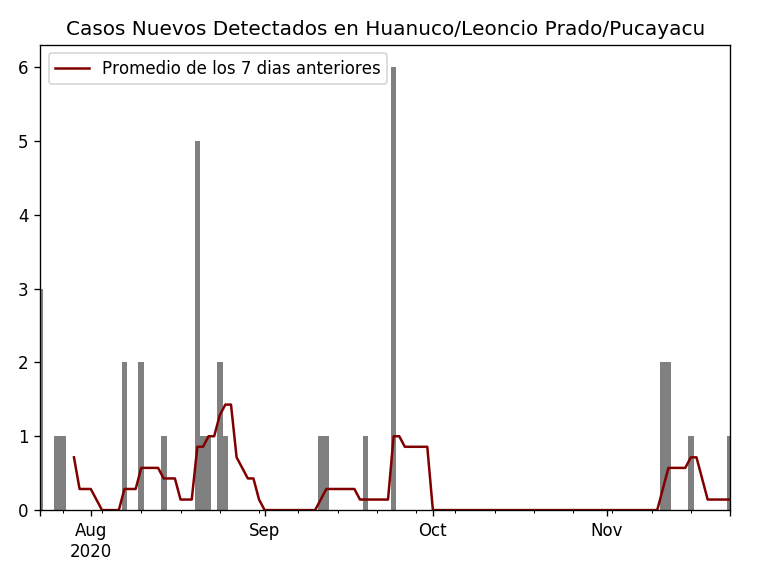 Casos Nuevos Detectados en Huanuco/Leoncio Prado/Pucayacu
Promedio de los 7 dias anteriores
6
5
4
3
2
1
0
Aug Sep Oct Nov
2020